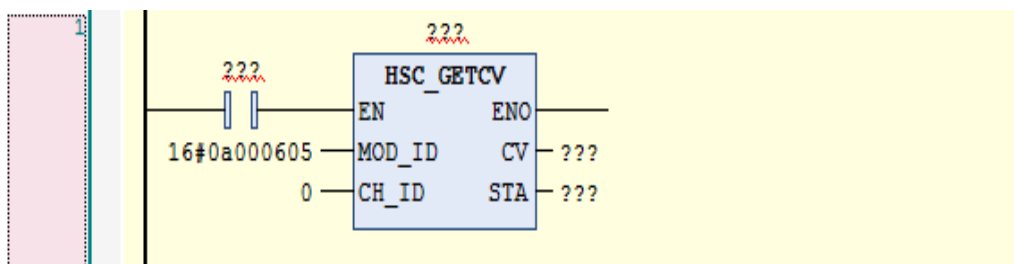 1
???
???
HSC_GETCV
EN ENO
16#0a000605 MOD_ID CV ???
0 CH_ID STA ???